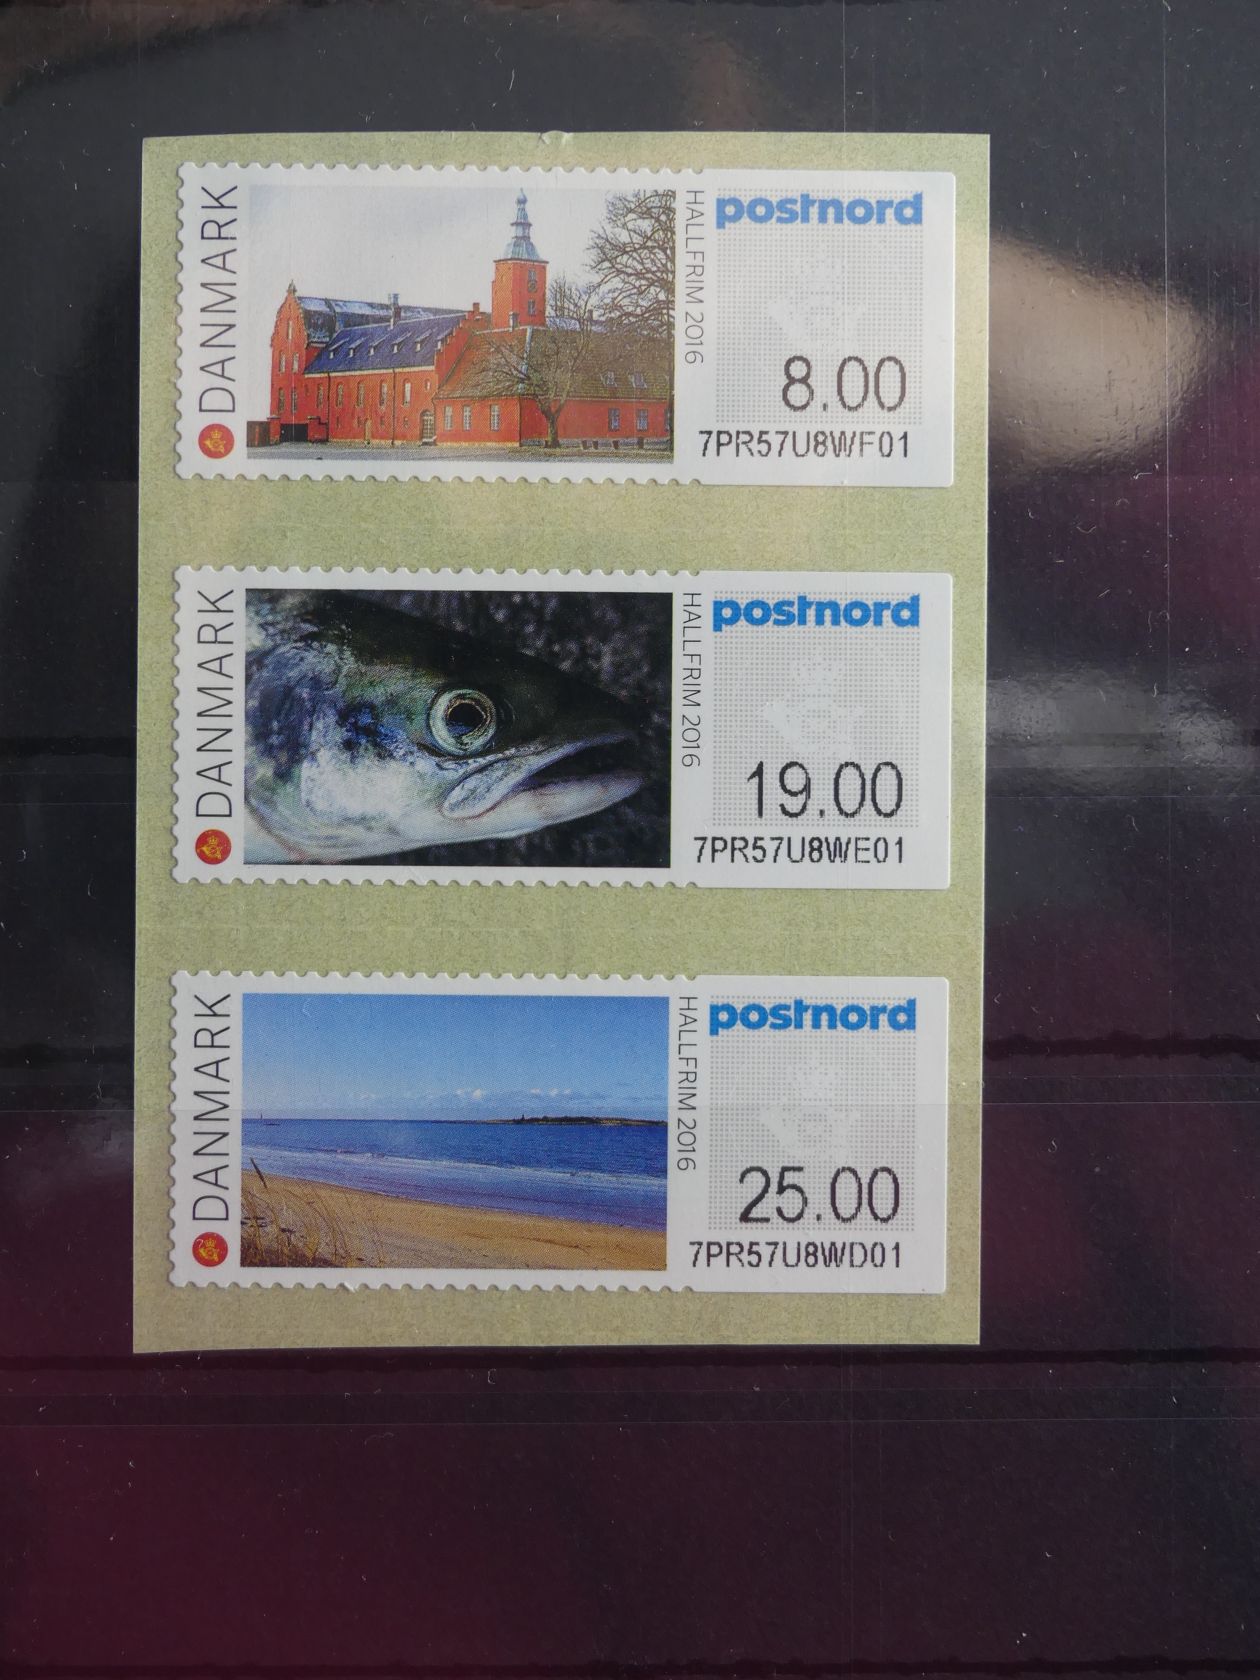 DANMARK
HALLFRIM 2016
postnord
8.00
7PR57U8WF01
DANMARK
HALLFRIM 2016
postnord
19.00
7PR57U8WE01
DANMARK
HALLFRIM 2016
postnord
25.00
7PR57U8WD01